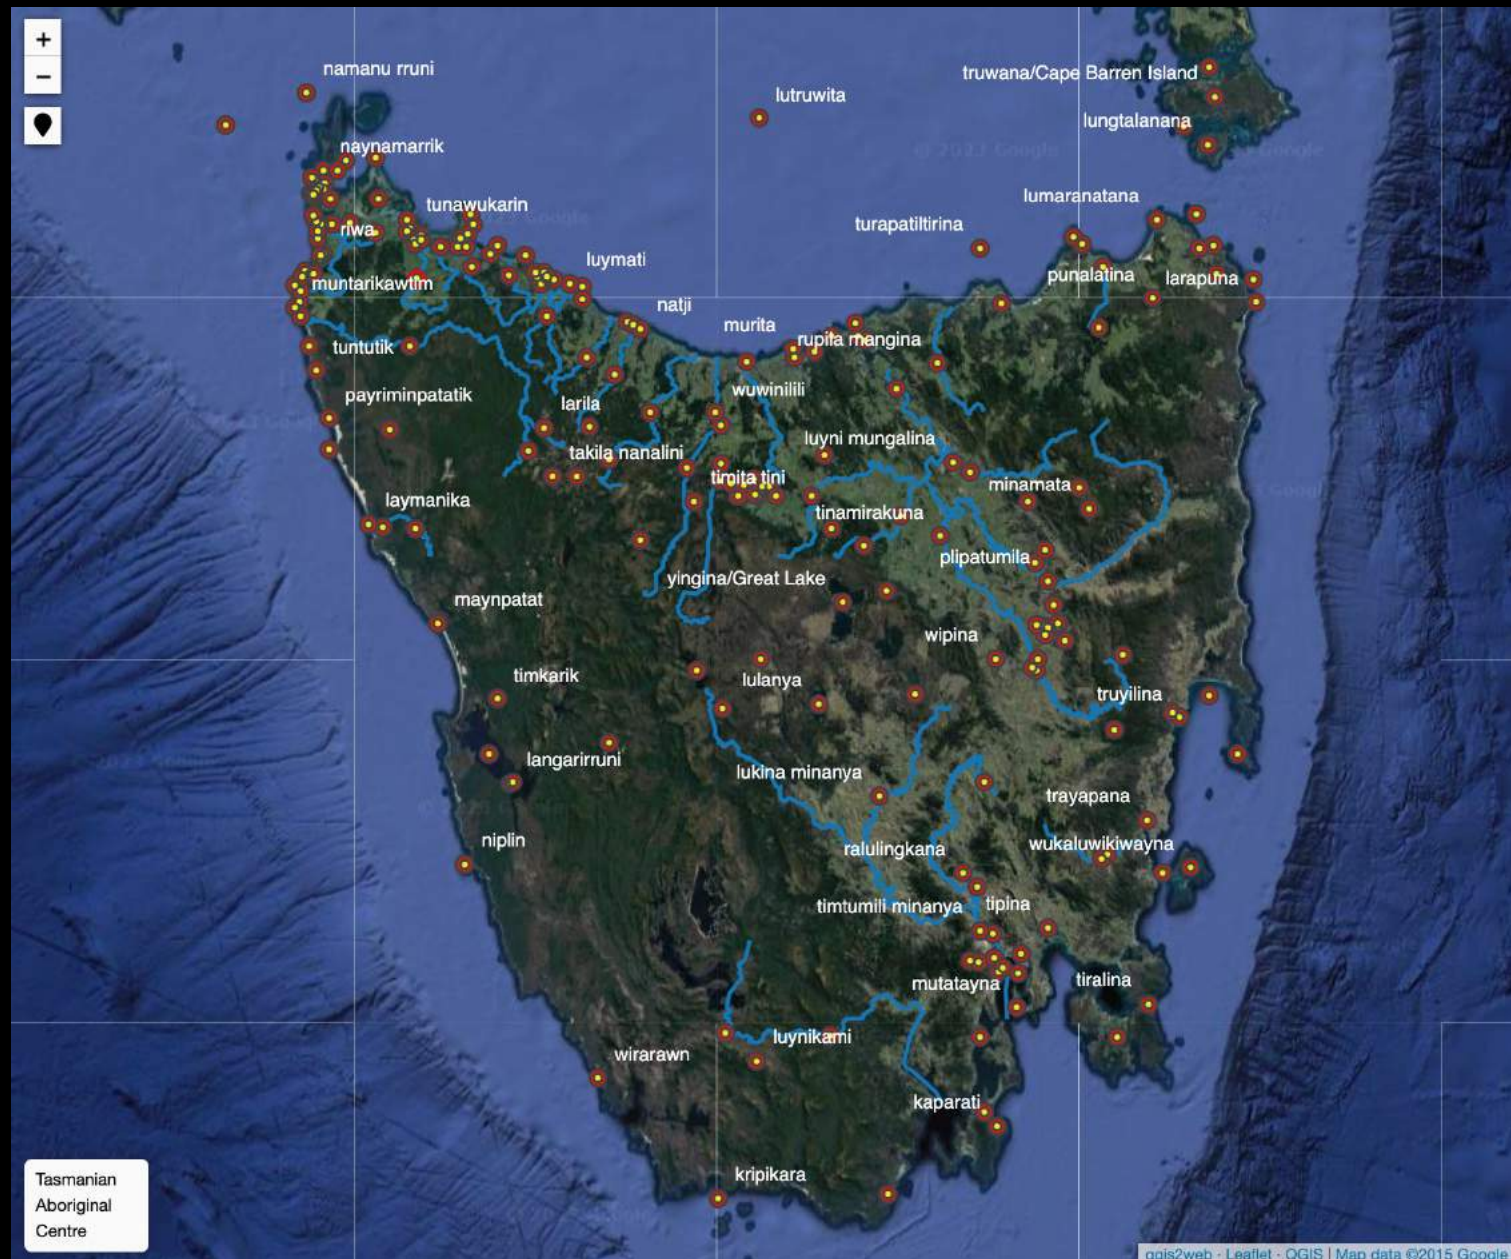 +
−
namanu rruni
truwana/Cape Barren Island
lutruwita
lungtalanana
naynamarrik
lumaranatana
tunawukarin
turapatiltirina
riwa
luymati
punalatina
larapuna
muntarikawtim
natji
murita
rupila mangina
tuntutik
wuwinilili
payriminpatatik
larila
luyni mungalina
takila nanalini
timita tini
minamata
laymanika
tinamirakuna
plipatumila
yingina/Great Lake
maynpatat
wipina
timkarik
lulanya
truyilina
langarirruni
lukina minanya
trayapana
niplin
ralulingkana
wukaluwikiwayna
timtumili minanya
tipina
mutatayna
tiralina
luynikami
wirarawn
kaparati
kripikara
Tasmanian
Aboriginal
Centre
qgis2web · Leaflet · QGIS | Map data ©2015 Google